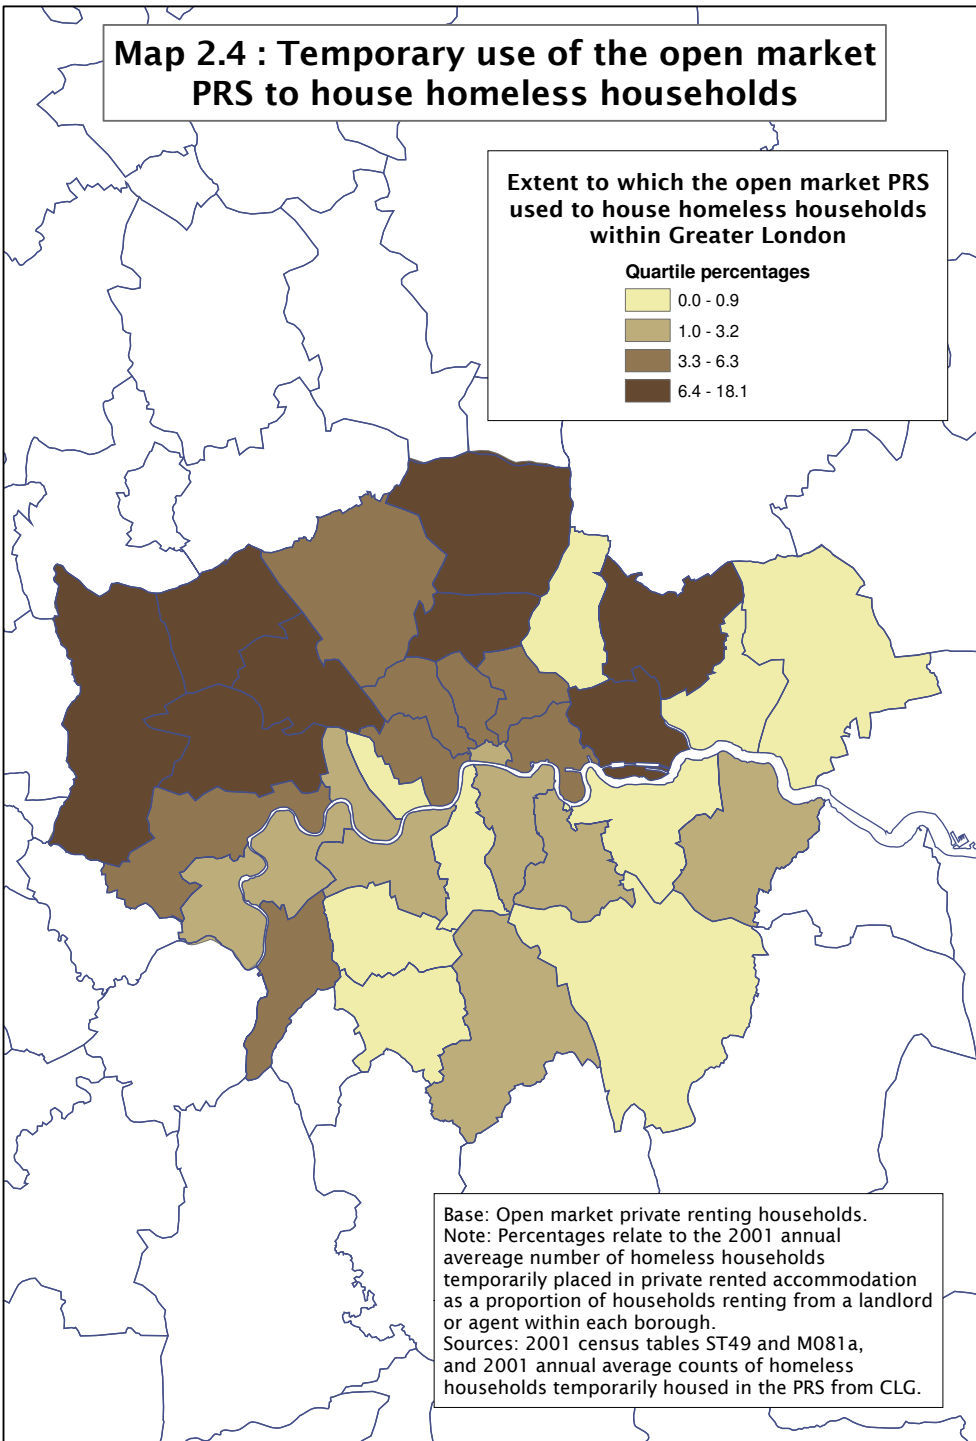 Map 2.4 : Temporary use of the open market
PRS to house homeless households
Extent to which the open market PRS
used to house homeless households
within Greater London
Quartile percentages
0.0 - 0.9
1.0 - 3.2
3.3 - 6.3
6.4 - 18.1
Base: Open market private renting households.
Note: Percentages relate to the 2001 annual
avereage number of homeless households
temporarily placed in private rented accommodation
as a proportion of households renting from a landlord
or agent within each borough.
Sources: 2001 census tables ST49 and M081a,
and 2001 annual average counts of homeless
households temporarily housed in the PRS from CLG.